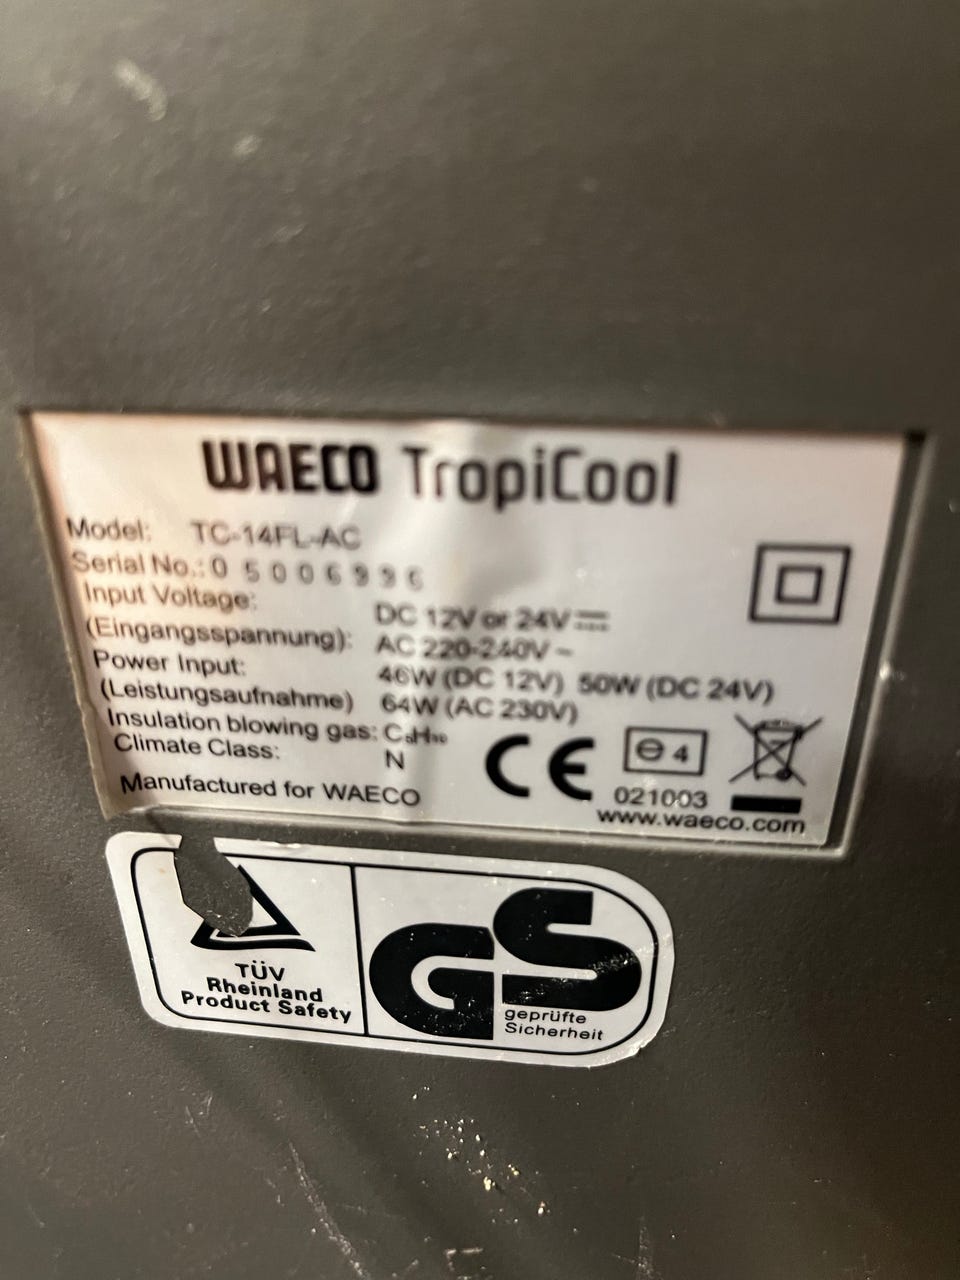 WAECO TropiCool
Model: TC-14FL-AC
Serial No.: 0 5006996
Input Voltage: DC 12V or 24V
(Eingangsspannung): AC 220-240V ~
Power Input: 46W (DC 12V) 50W (DC 24V)
(Leistungsaufnahme) 64W (AC 230V)
Insulation blowing gas: C₅H₁₀
Climate Class: N
Manufactured for WAECO
CE
e 4
021003
www.waeco.com
TÜV
Rheinland
Product Safety
GS
geprüfte
Sicherheit